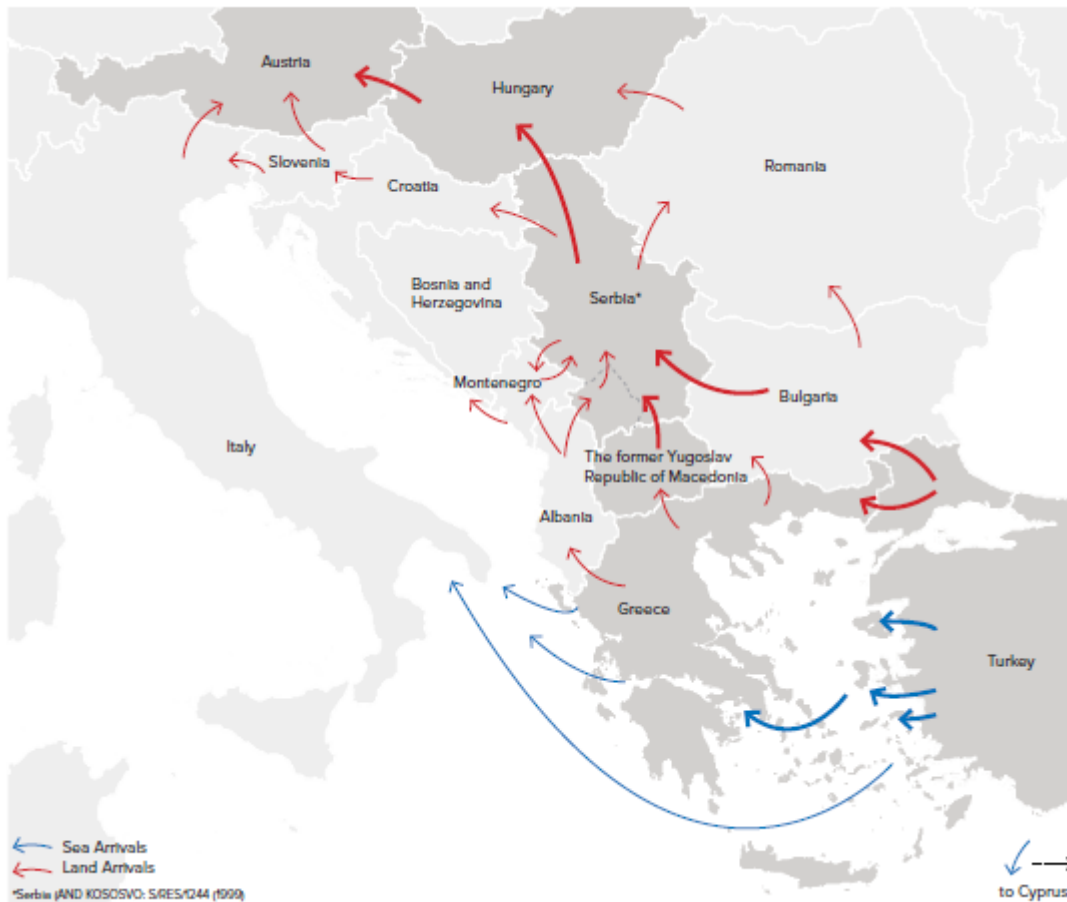 Austria
Hungary
Slovenia
Croatia
Romania
Bosnia and
Herzegovina
Serbia*
Montenegro
Bulgaria
Italy
The former Yugoslav
Republic of Macedonia
Albania
Greece
Turkey
Sea Arrivals
Land Arrivals
*Serbia (AND KOSOSVO: S/RES/1244 (1999)
to Cyprus